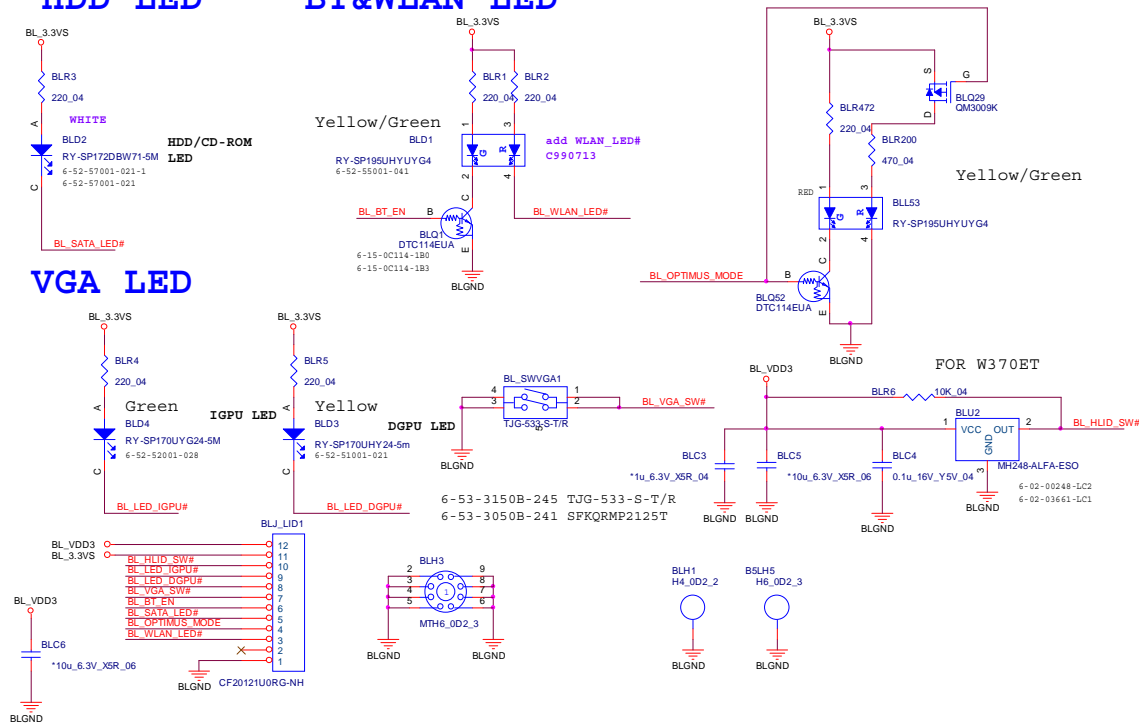 HDD LED
BT&WLAN LED
BL_3.3VS
BLR3
220_04
WHITE
A
BLD2
HDD/CD-ROM
LED
RY-SP172DBW71-5M
6-52-57001-021-1
6-52-57001-021
C
BL_SATA_LED#
BL_3.3VS
BLR1
220_04
BLR2
220_04
Yellow/Green
1
3
BLD1
G
R
add WLAN_LED#
C990713
RY-SP195UHYUYG4
6-52-55001-041
2
4
C
BL_BT_EN
B
BL_WLAN_LED#
BLQ1
DTC114EUA
E
6-15-0C114-1B0
6-15-0C114-1B3
BLGND
BL_3.3VS
S
G
BLQ29
QM3009K
D
BLR472
220_04
BLR200
470_04
Yellow/Green
RED
1
3
BLL53
G
R
RY-SP195UHYUYG4
2
4
C
BL_OPTIMUS_MODE
B
BLQ52
DTC114EUA
E
BLGND
VGA LED
BL_3.3VS
BLR4
220_04
A
Green
IGPU LED
BLD4
RY-SP170UYG24-5M
6-52-52001-028
C
BL_LED_IGPU#
BL_3.3VS
BLR5
220_04
A
Yellow
DGPU LED
BLD3
RY-SP170UHY24-5m
6-52-51001-021
C
BL_LED_DGPU#
BL_SWVGA1
4
3
1
2
BL_VGA_SW#
TJG-533-S-T/R
BLGND
6-53-3150B-245 TJG-533-S-T/R
6-53-3050B-241 SFKQRMP2125T
BL_VDD3
FOR W370ET
BLR6
10K_04
BLU2
1
VCC
OUT
2
BL_HLID_SW#
GND
3
MH248-ALFA-ESO
6-02-00248-LC2
6-02-03661-LC1
BLC3
*1u_6.3V_X5R_04
BLC5
*10u_6.3V_X5R_06
BLC4
0.1u_16V_Y5V_04
BLGND
BLGND
BLGND
BLGND
BLJ_LID1
BL_VDD3
12
BL_3.3VS
11
BL_HLID_SW#
10
BL_LED_IGPU#
9
BL_LED_DGPU#
8
BL_VGA_SW#
7
BL_BT_EN
6
BL_SATA_LED#
5
BL_OPTIMUS_MODE
4
BL_WLAN_LED#
3
2
1
BLGND
CF20121U0RG-NH
BL_VDD3
BLC6
*10u_6.3V_X5R_06
BLGND
BLH3
2
3
4
5
1
9
8
7
6
MTH6_0D2_3
BLGND
BLGND
BLH1
H4_0D2_2
BLGND
B5LH5
H6_0D2_3
BLGND